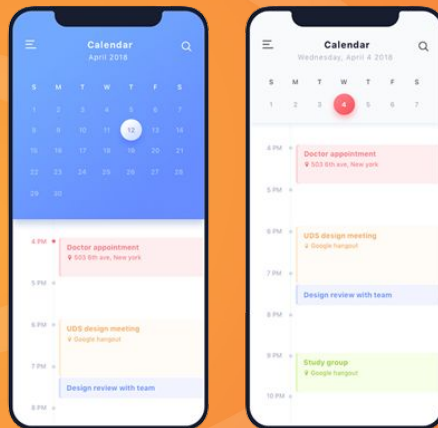 Calendar
April 2018
S M T W T F S
1 2 3 4 5 6 7
8 9 10 11 12 13 14
15 16 17 18 19 20 21
22 23 24 25 26 27 28
29 30
4 PM
Doctor appointment
503 6th ave, New york
5 PM
6 PM
UDS design meeting
Google hangout
7 PM
Design review with team
8 PM
Calendar
Wednesday, April 4 2018
S M T W T F S
1 2 3 4 5 6 7
4 PM
Doctor appointment
503 6th ave, New york
5 PM
6 PM
UDS design meeting
Google hangout
7 PM
Design review with team
8 PM
9 PM
Study group
Google hangout
10 PM